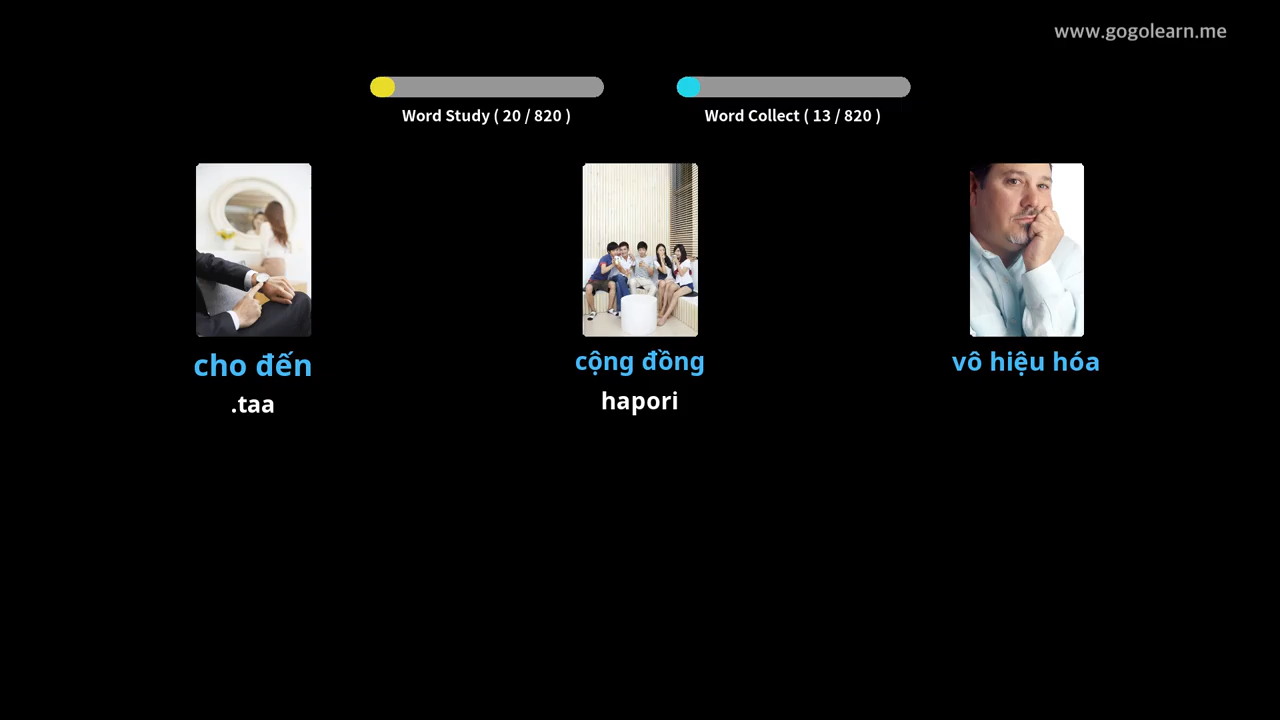 www.gogolearn.me
Word Study ( 20 / 820 )
Word Collect ( 13 / 820 )
cho đến
.taa
cộng đồng
hapori
vô hiệu hóa